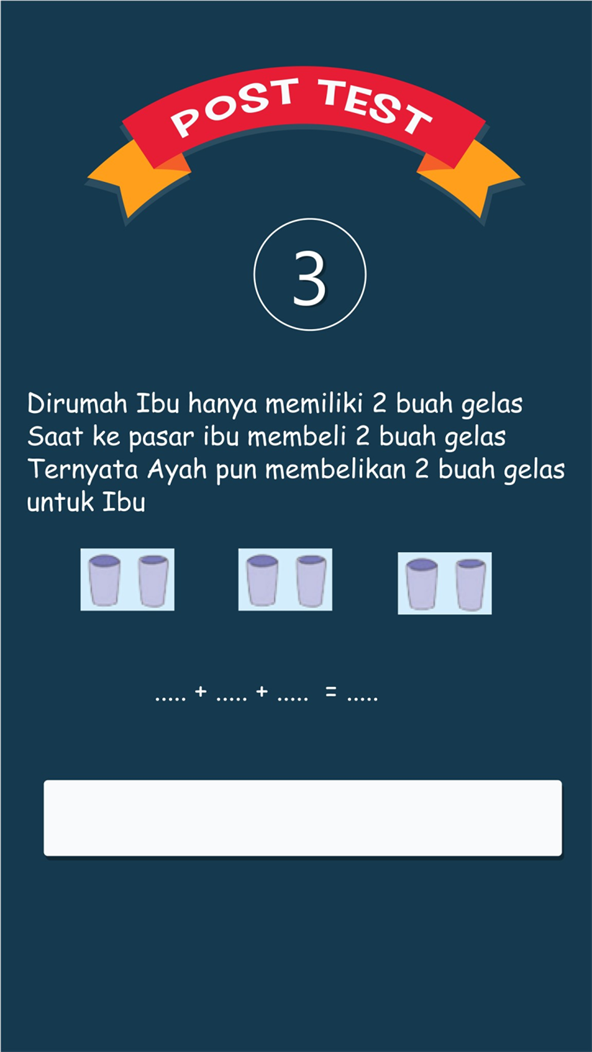 POST TEST
3
Dirumah Ibu hanya memiliki 2 buah gelas
Saat ke pasar ibu membeli 2 buah gelas
Ternyata Ayah pun membelikan 2 buah gelas
untuk Ibu
..... + ..... + ..... = .....